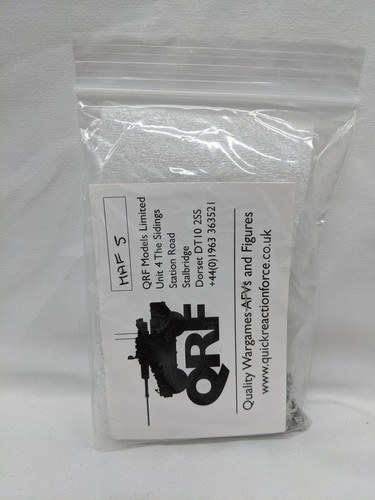 MAF 5
QRF Models Limited
Unit 4 The Sidings
Station Road
Stalbridge
Dorset DT10 2SS
+44(0)1963 363521
QRF
Quality Wargames AFVs and Figures
www.quickreactionforce.co.uk